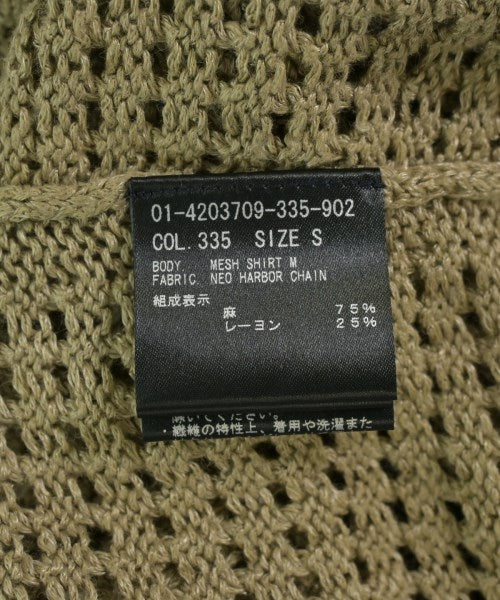 01-4203709-335-902
COL.335 SIZE S
BODY. MESH SHIRT M
FABRIC. NEO HARBOR CHAIN
組成表示
麻 75%
レーヨン 25%
・繊維の特性上、着用や洗濯また